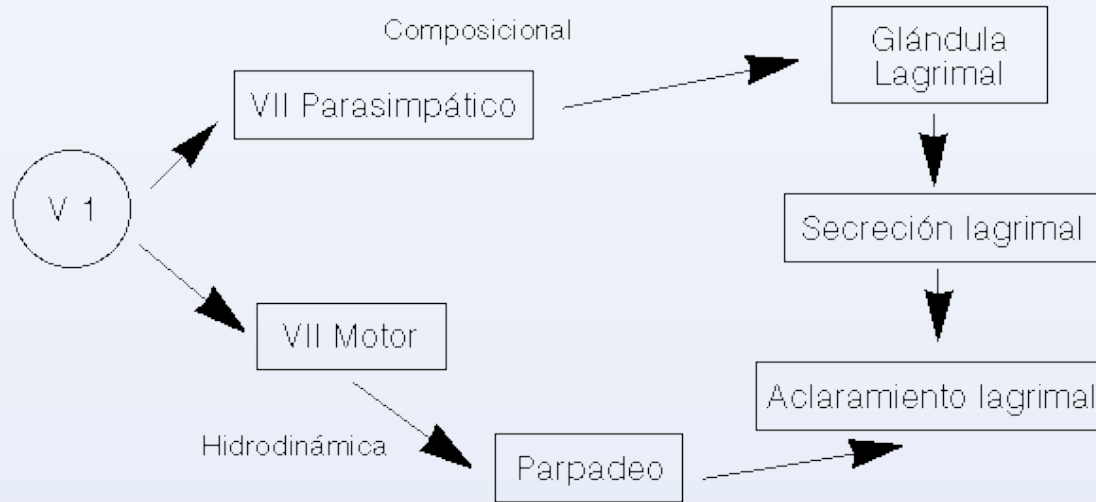 Composicional
Glándula
Lagrimal
VII Parasimpático
V 1
Secreción lagrimal
VII Motor
Aclaramiento lagrimal
Hidrodinámica
Parpadeo